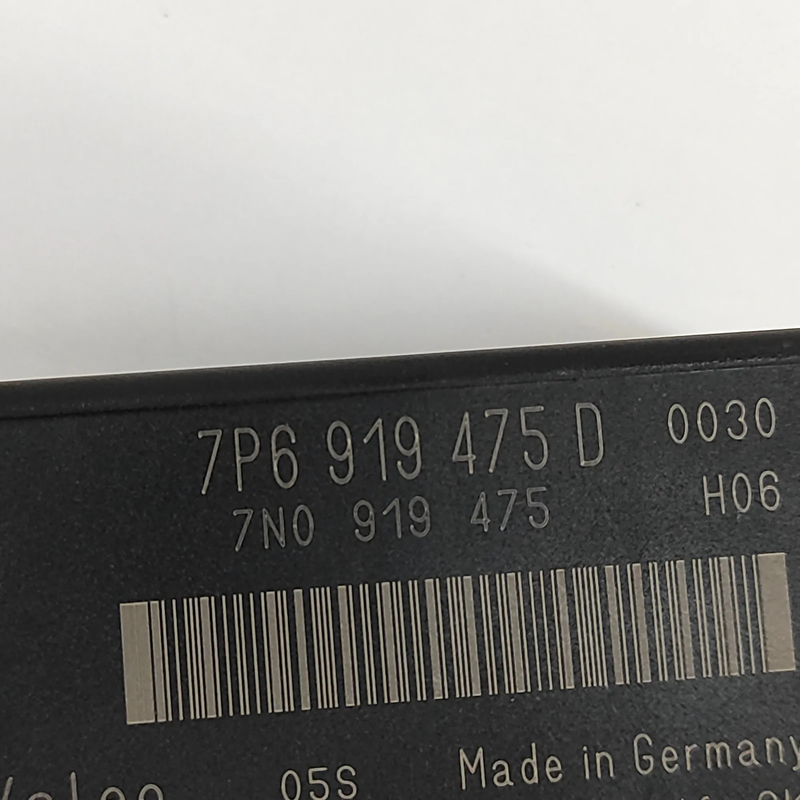 7P6 919 475 D 0030
7N0 919 475 H06
05S Made in Germany